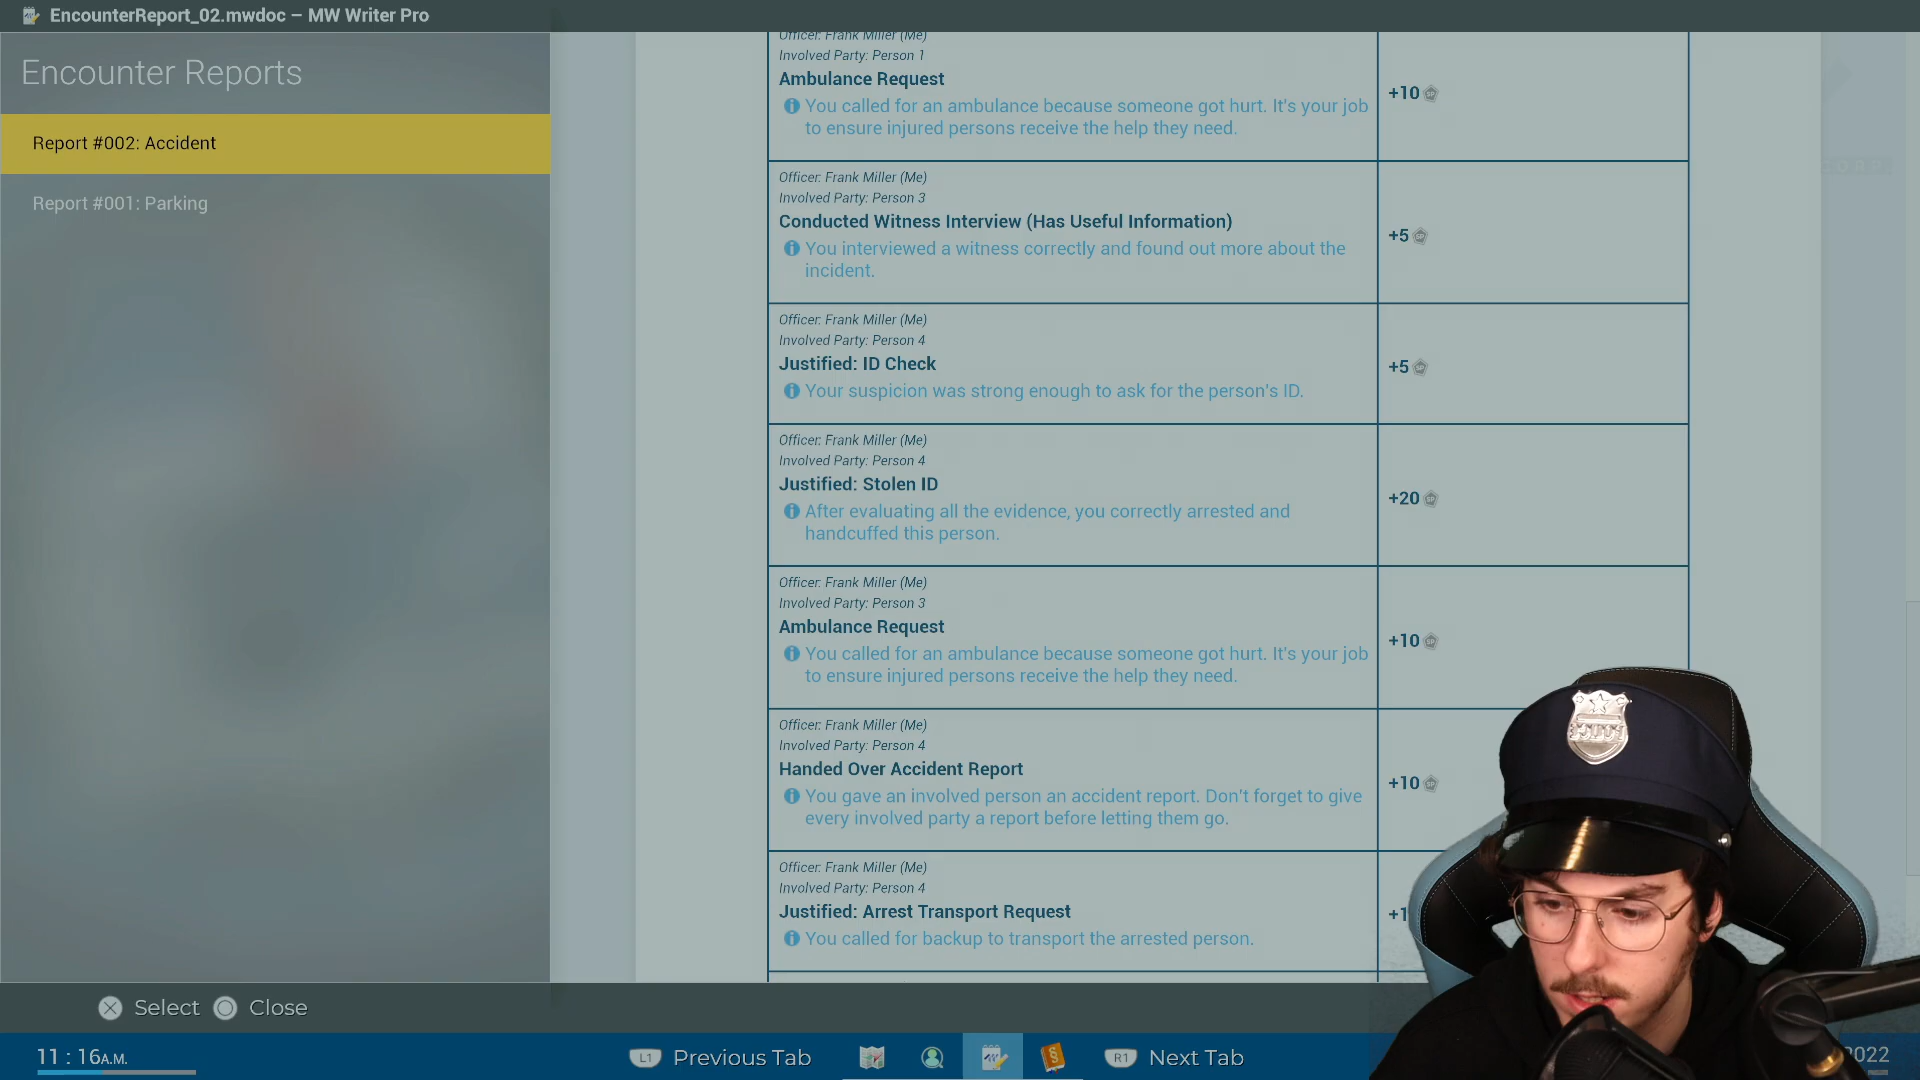 EncounterReport_02.mwdoc – MW Writer Pro
Encounter Reports
Report #002: Accident
Report #001: Parking
Officer: Frank Miller (Me)
Involved Party: Person 1
Ambulance Request
You called for an ambulance because someone got hurt. It's your job
to ensure injured persons receive the help they need.
+10
Officer: Frank Miller (Me)
Involved Party: Person 3
Conducted Witness Interview (Has Useful Information)
You interviewed a witness correctly and found out more about the
incident.
+5
Officer: Frank Miller (Me)
Involved Party: Person 4
Justified: ID Check
Your suspicion was strong enough to ask for the person's ID.
+5
Officer: Frank Miller (Me)
Involved Party: Person 4
Justified: Stolen ID
After evaluating all the evidence, you correctly arrested and
handcuffed this person.
+20
Officer: Frank Miller (Me)
Involved Party: Person 3
Ambulance Request
You called for an ambulance because someone got hurt. It's your job
to ensure injured persons receive the help they need.
+10
Officer: Frank Miller (Me)
Involved Party: Person 4
Handed Over Accident Report
You gave an involved person an accident report. Don't forget to give
every involved party a report before letting them go.
+10
Officer: Frank Miller (Me)
Involved Party: Person 4
Justified: Arrest Transport Request
You called for backup to transport the arrested person.
Select Close
11 : 16 A.M.
L1 Previous Tab
R1 Next Tab
2022